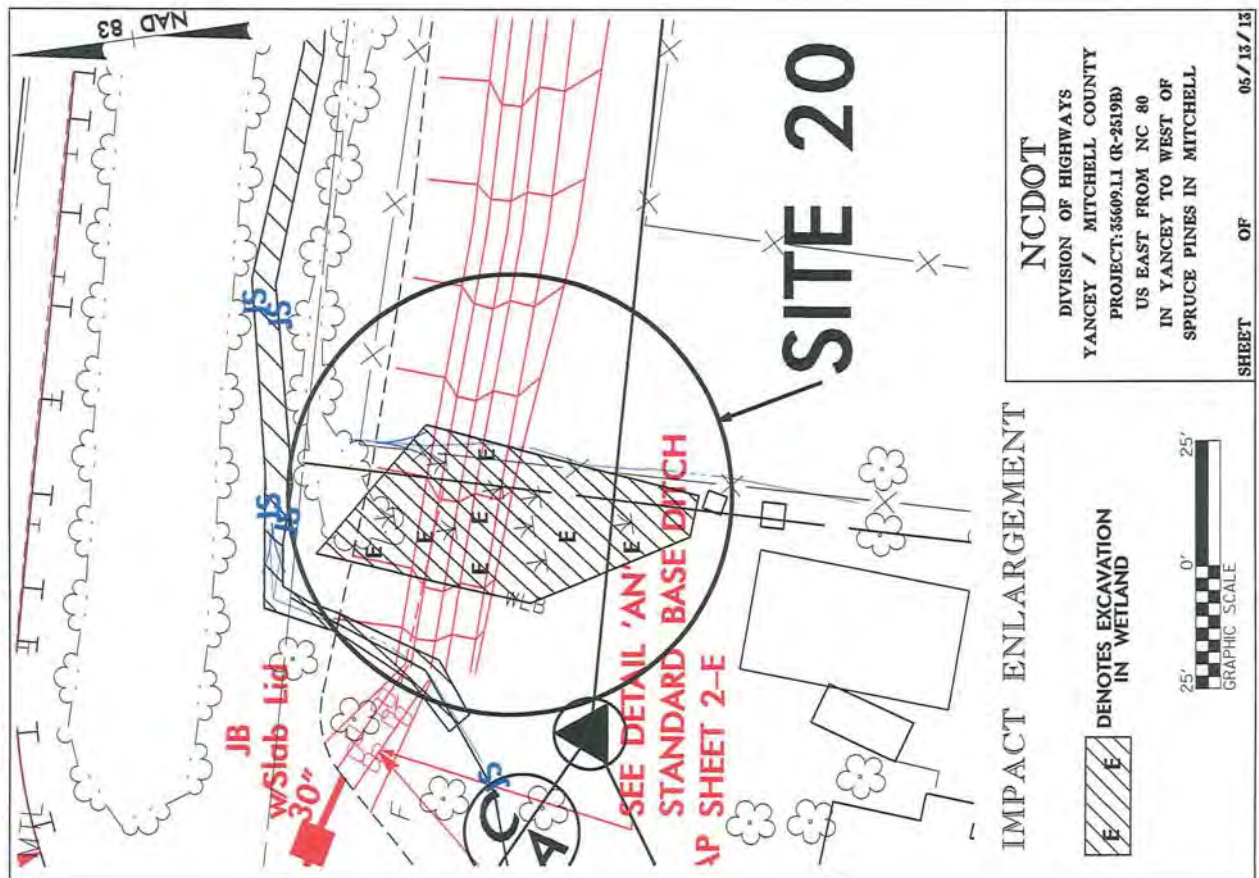 NAD 83
SITE 20
JB
w/Slab Lid
30"
SEE DETAIL 'AN'
STANDARD BASE DITCH
AP SHEET 2-E
JS
JS
JS
JS
JS
E
E
E
E
E
E
E
F
C
A
IMPACT ENLARGEMENT
E E
DENOTES EXCAVATION
IN WETLAND
25' 0' 25'
GRAPHIC SCALE
NCDOT
DIVISION OF HIGHWAYS
YANCEY / MITCHELL COUNTY
PROJECT:35609.1.1 (R-2519B)
US EAST FROM NC 80
IN YANCEY TO WEST OF
SPRUCE PINES IN MITCHELL
SHEET OF 05/13/13